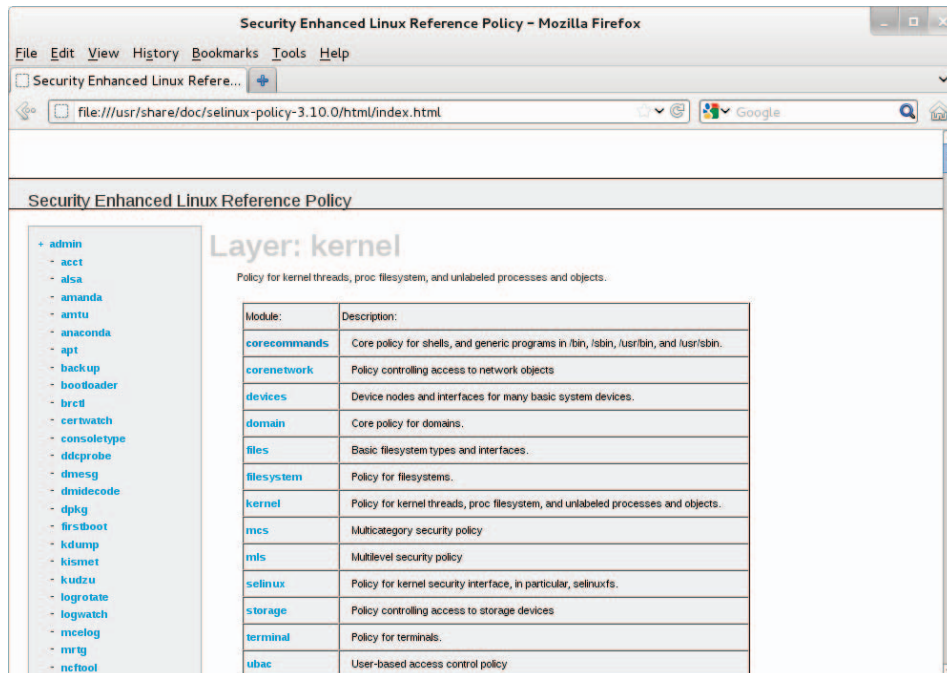 Security Enhanced Linux Reference Policy - Mozilla Firefox
File Edit View History Bookmarks Tools Help
Security Enhanced Linux Refere...
file:///usr/share/doc/selinux-policy-3.10.0/html/index.html
Google
Security Enhanced Linux Reference Policy
+ admin
- acct
- alsa
- amanda
- amtu
- anaconda
- apt
- backup
- bootloader
- brctl
- certwatch
- consoletype
- ddcprobe
- dmesg
- dmidecode
- dpkg
- firstboot
- kdump
- kismet
- kudzu
- logrotate
- logwatch
- mcelog
- mrtg
- ncftool
Layer: kernel
Policy for kernel threads, proc filesystem, and unlabeled processes and objects.
Module: Description:
corecommands Core policy for shells, and generic programs in /bin, /sbin, /usr/bin, and /usr/sbin.
corenetwork Policy controlling access to network objects
devices Device nodes and interfaces for many basic system devices.
domain Core policy for domains.
files Basic filesystem types and interfaces.
filesystem Policy for filesystems.
kernel Policy for kernel threads, proc filesystem, and unlabeled processes and objects.
mcs Multicategory security policy
mls Multilevel security policy
selinux Policy for kernel security interface, in particular, selinuxfs.
storage Policy controlling access to storage devices
terminal Policy for terminals.
ubac User-based access control policy